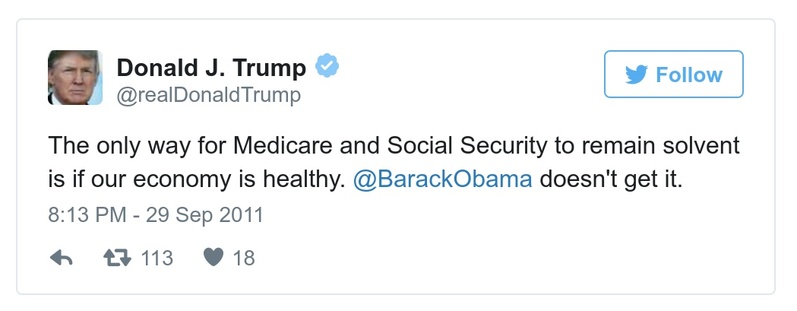 Donald J. Trump
@realDonaldTrump
Follow
The only way for Medicare and Social Security to remain solvent
is if our economy is healthy. @BarackObama doesn't get it.
8:13 PM - 29 Sep 2011
113 18